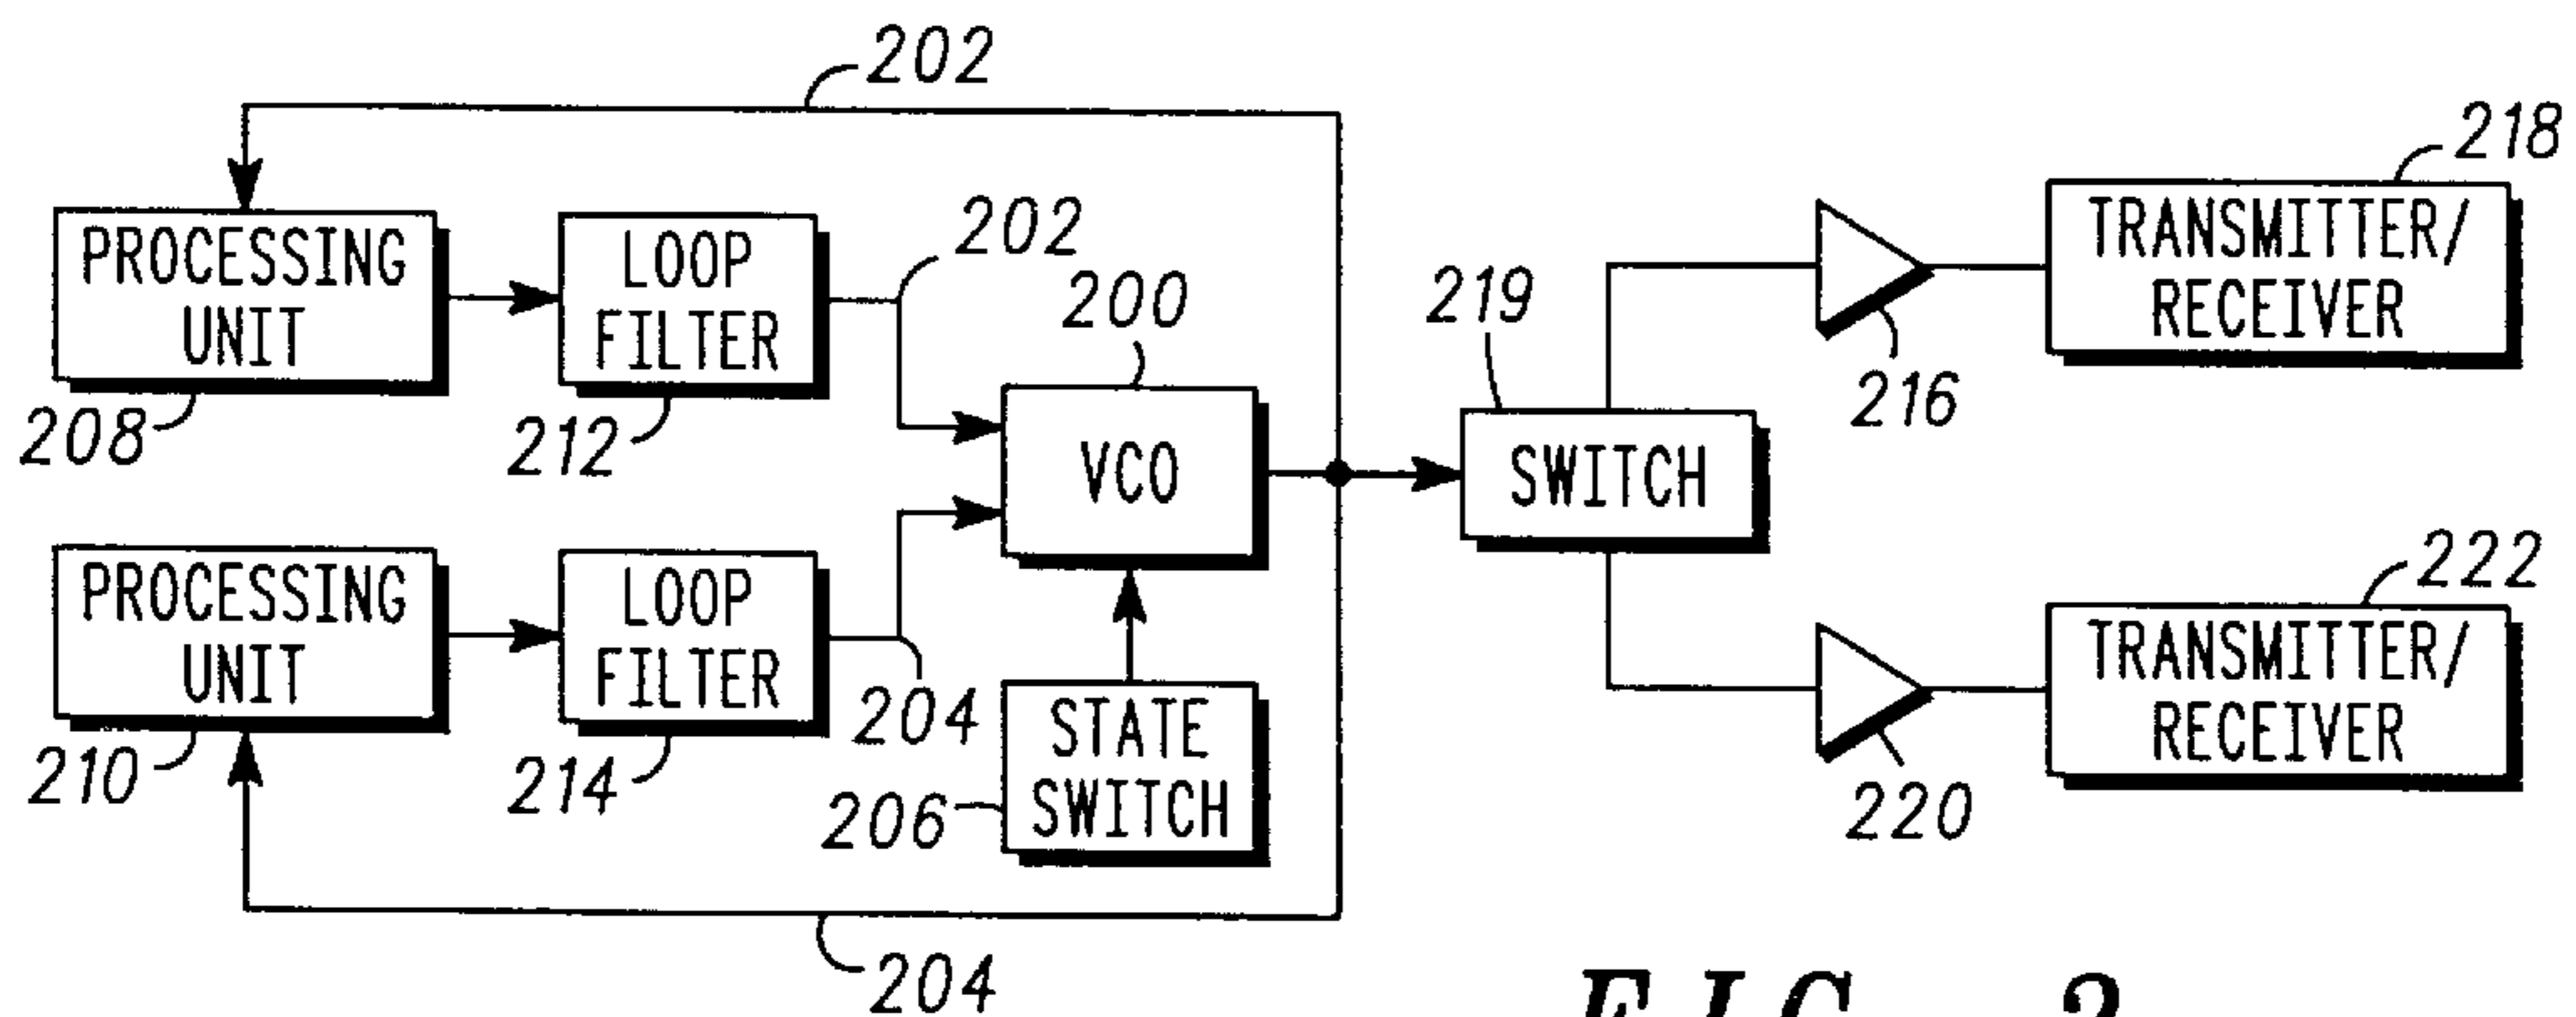 202
218
PROCESSING
UNIT
LOOP
FILTER
202
TRANSMITTER/
RECEIVER
200
219
208
212
216
VCO
SWITCH
PROCESSING
UNIT
LOOP
FILTER
222
TRANSMITTER/
RECEIVER
204
STATE
SWITCH
210
214
206
220
204